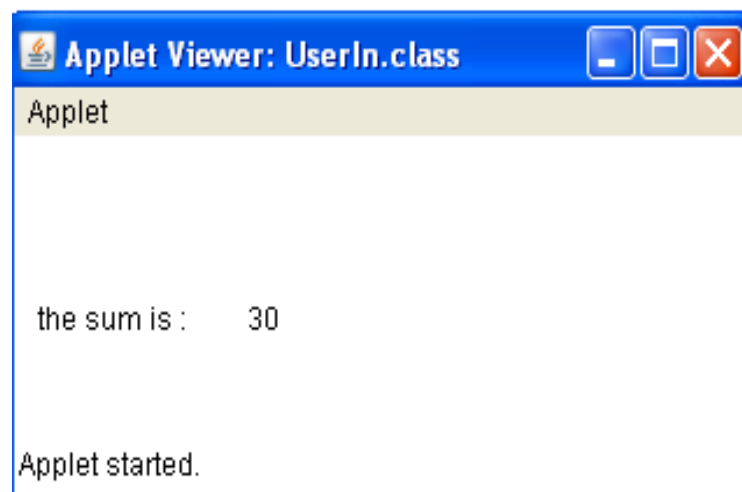 Applet Viewer: UserIn.class
Applet
the sum is : 30
Applet started.